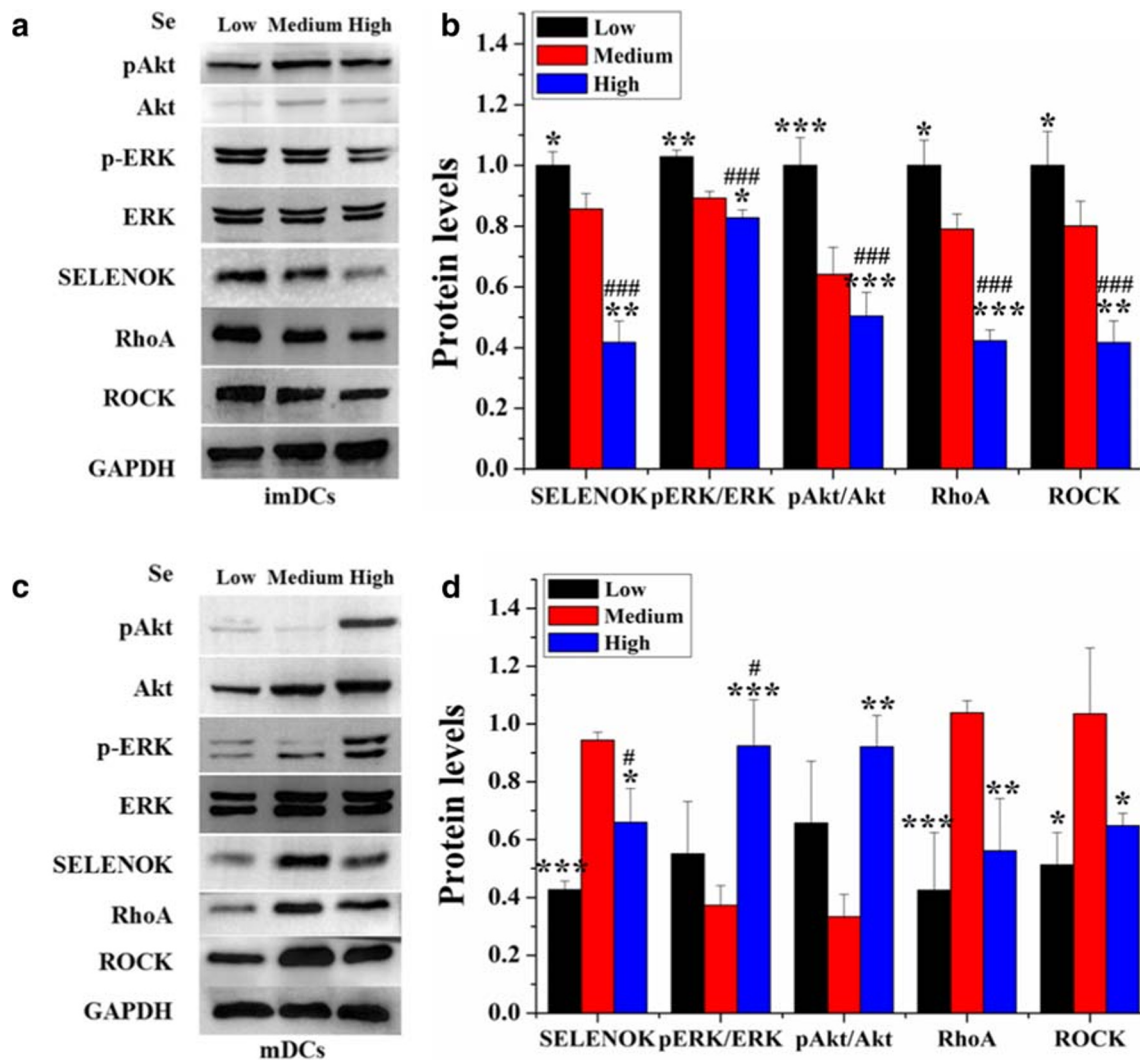 a
Se Low Medium High
pAkt
Akt
p-ERK
ERK
SELENOK
RhoA
ROCK
GAPDH
imDCs
b
Low
Medium
High
Protein levels
1.4
1.2
1.0
0.8
0.6
0.4
0.2
0.0
* ** *** * *
### ### ### ### ###
** * *** *** **
SELENOK pERK/ERK pAkt/Akt RhoA ROCK
c
Se Low Medium High
pAkt
Akt
p-ERK
ERK
SELENOK
RhoA
ROCK
GAPDH
mDCs
d
Low
Medium
High
Protein levels
1.4
1.2
1.0
0.8
0.6
0.4
0.2
0.0
*** # * # *** ** *** ** * *
SELENOK pERK/ERK pAkt/Akt RhoA ROCK